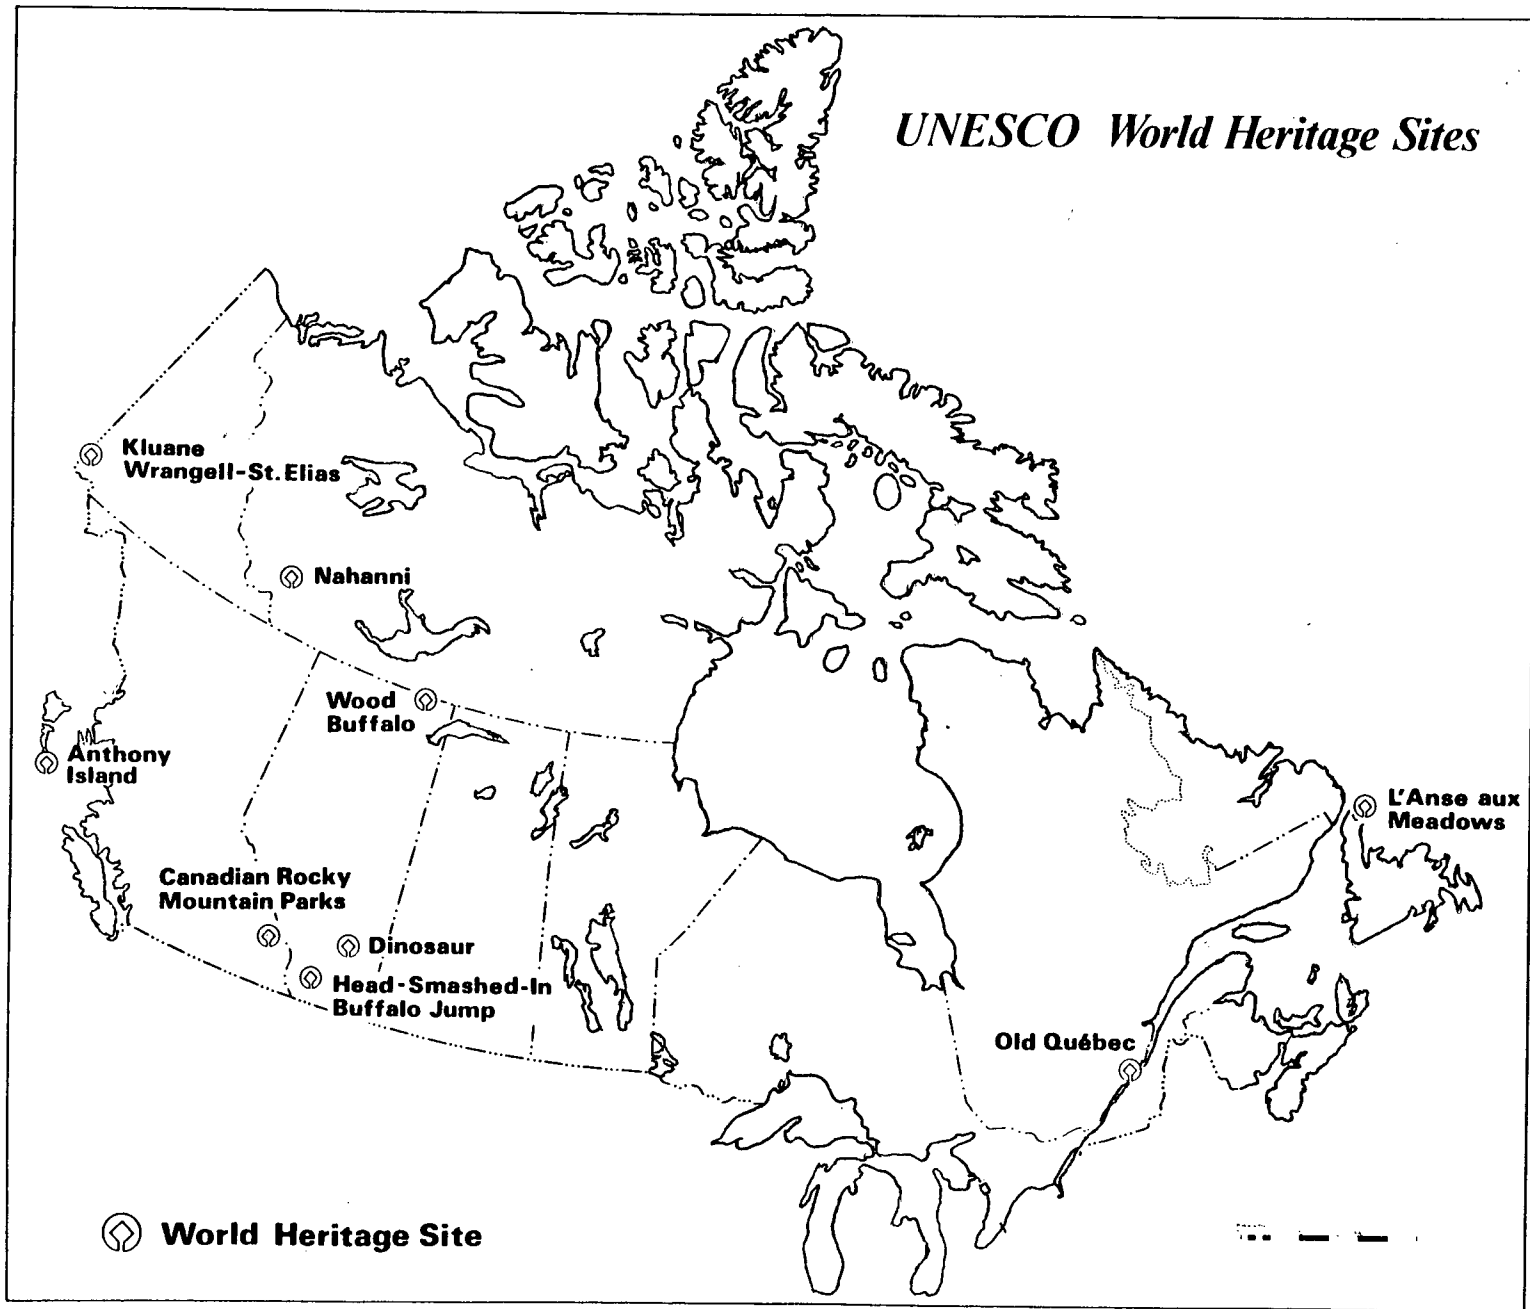 UNESCO World Heritage Sites
Kluane
Wrangell-St. Elias
Nahanni
Wood
Buffalo
Anthony
Island
L'Anse aux
Meadows
Canadian Rocky
Mountain Parks
Dinosaur
Head-Smashed-In
Buffalo Jump
Old Québec
World Heritage Site